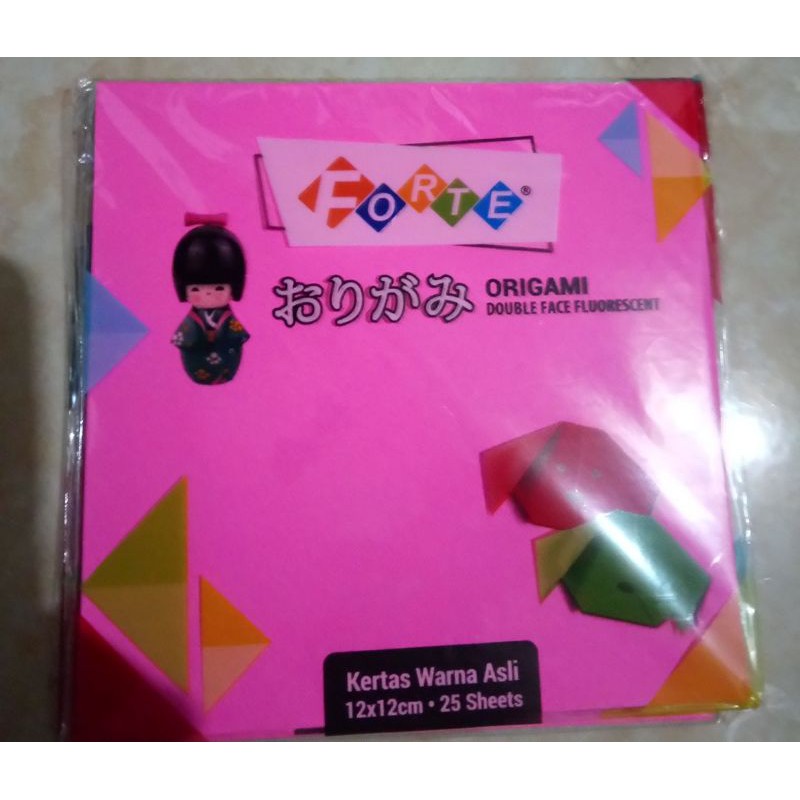 FORTE®
おりがみ
ORIGAMI
DOUBLE FACE FLUORESCENT
Kertas Warna Asli
12x12cm • 25 Sheets